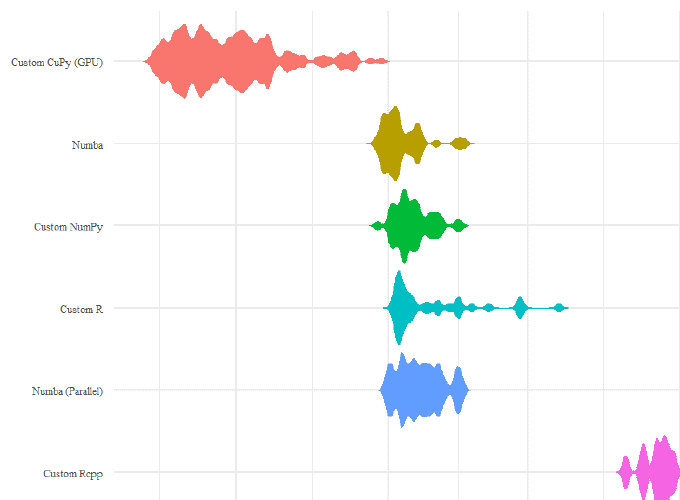 Custom CuPy (GPU)
Numba
Custom NumPy
Custom R
Numba (Parallel)
Custom Rcpp